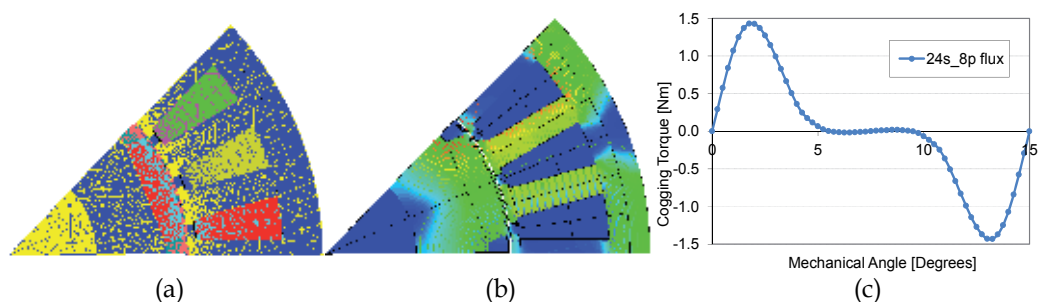 1.5
1.0
0.5
0.0
-0.5
-1.0
-1.5
Cogging Torque [Nm]
24s_8p flux
0
5
10
15
Mechanical Angle [Degrees]
(a)
(b)
(c)